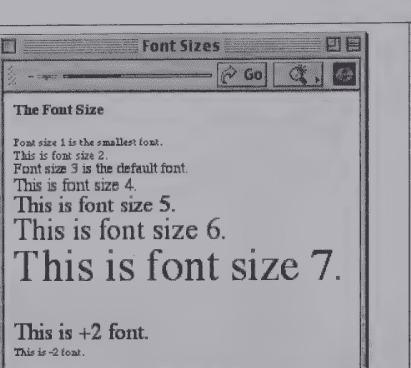 Font Sizes
Go
The Font Size
Font size 1 is the smallest font.
This is font size 2.
Font size 3 is the default font.
This is font size 4.
This is font size 5.
This is font size 6.
This is font size 7.
This is +2 font.
This is -2 font.